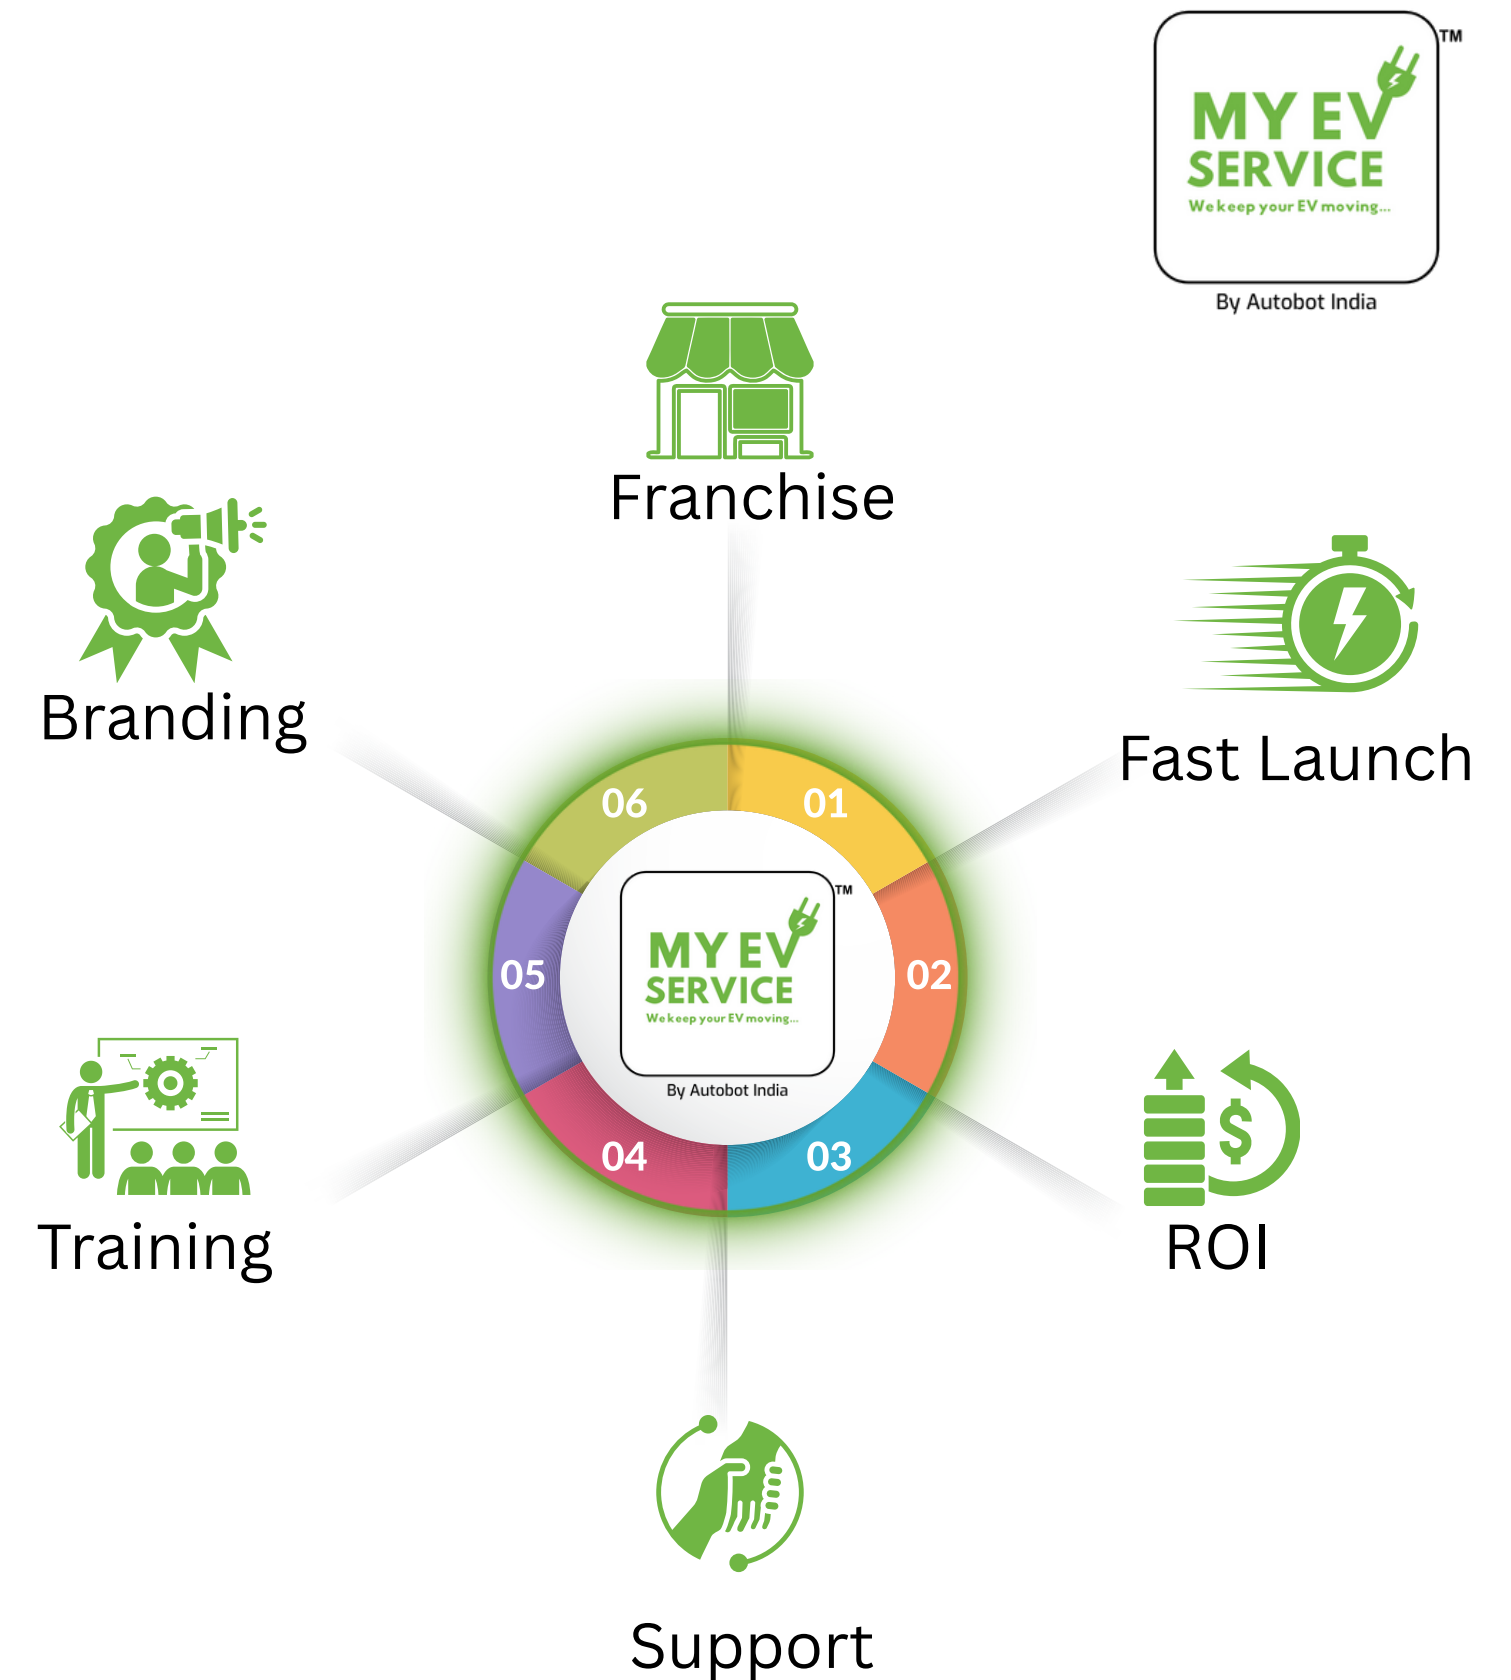 MY EV
SERVICE
We keep your EV moving...
TM
By Autobot India
Franchise
Branding
Fast Launch
06
01
05
02
MY EV
SERVICE
We keep your EV moving...
TM
By Autobot India
04
03
Training
$
ROI
Support